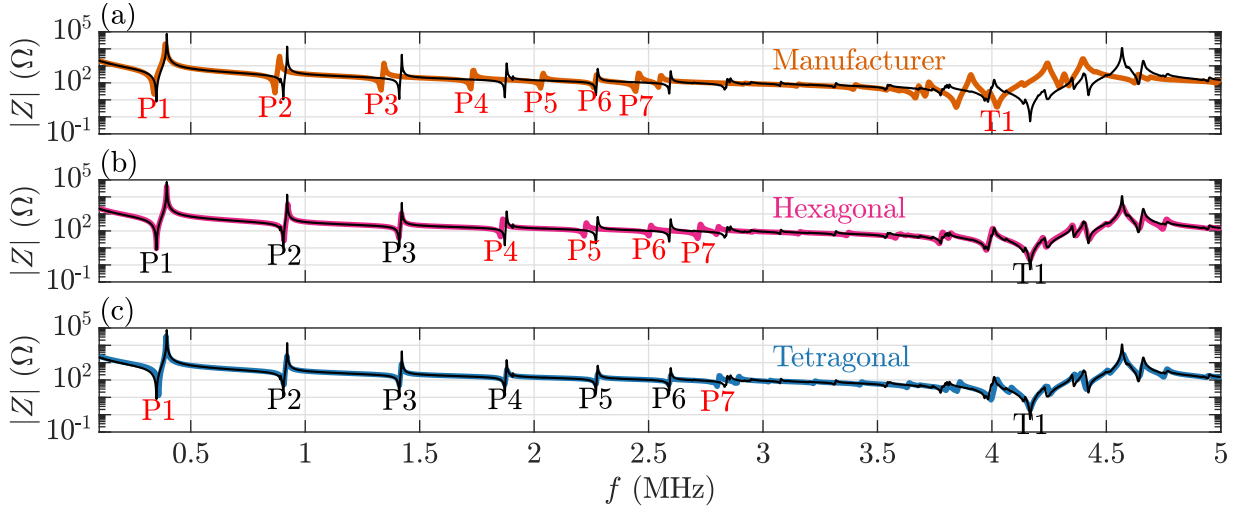 (a)
10^5
10^2
10^-1
|Z| (Ω)
Manufacturer
P1 P2 P3 P4 P5 P6 P7 T1
(b)
10^5
10^2
10^-1
|Z| (Ω)
Hexagonal
P1 P2 P3 P4 P5 P6 P7 T1
(c)
10^5
10^2
10^-1
|Z| (Ω)
Tetragonal
P1 P2 P3 P4 P5 P6 P7 T1
0.5 1 1.5 2 2.5 3 3.5 4 4.5 5
f (MHz)